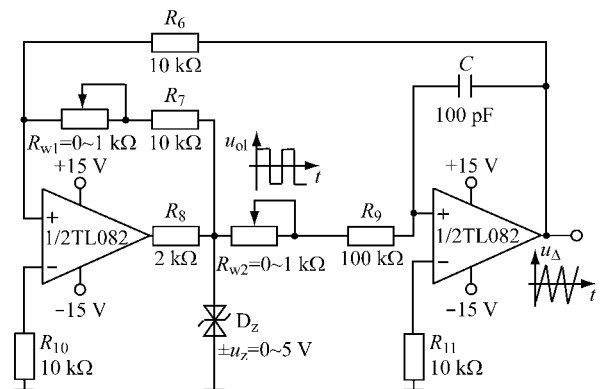 R6
10 kΩ
C
100 pF
R7
10 kΩ
Rw1=0~1 kΩ
uol
t
+15 V
+15 V
+
1/2TL082
−
R8
2 kΩ
Rw2=0~1 kΩ
R9
100 kΩ
+
1/2TL082
−
uΔ
t
−15 V
−15 V
Dz
±uz=0~5 V
R10
10 kΩ
R11
10 kΩ